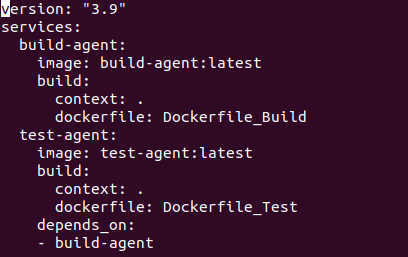 version: "3.9"
services:
  build-agent:
    image: build-agent:latest
    build:
      context: .
      dockerfile: Dockerfile_Build
  test-agent:
    image: test-agent:latest
    build:
      context: .
      dockerfile: Dockerfile_Test
    depends_on:
    - build-agent